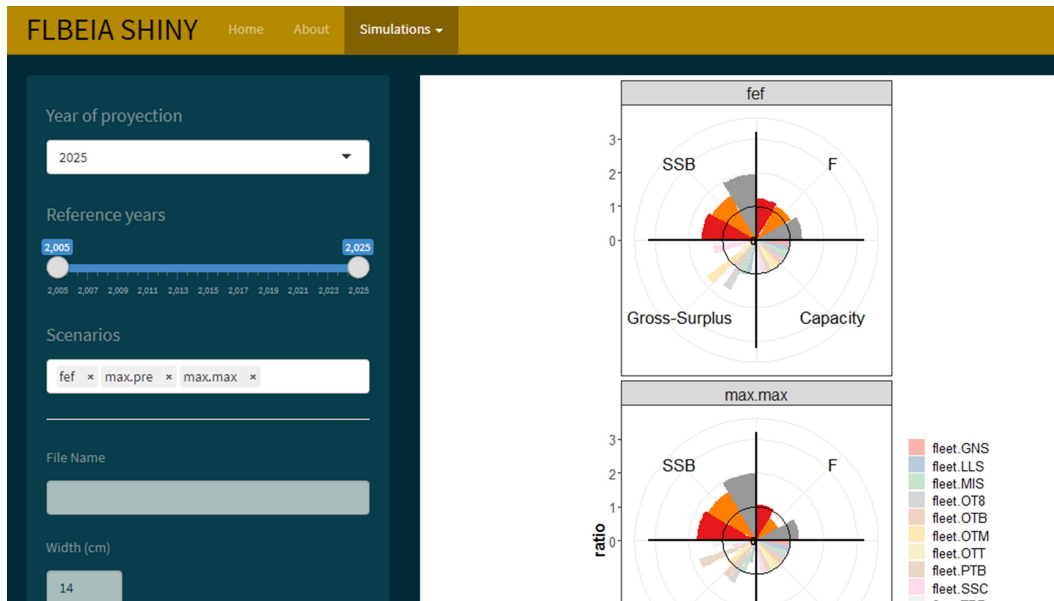 FLBEIA SHINY Home About Simulations
Year of proyection
2025
Reference years
2,005 2,025
2,005 2,007 2,009 2,011 2,013 2,015 2,017 2,019 2,021 2,023 2,025
Scenarios
fef × max.pre × max.max ×
File Name
Width (cm)
14
fef
3
2
1
0
SSB F
Gross-Surplus Capacity
max.max
3
2
1
0
ratio
SSB F
fleet.GNS
fleet.LLS
fleet.MIS
fleet.OT8
fleet.OTB
fleet.OTM
fleet.OTT
fleet.PTB
fleet.SSC